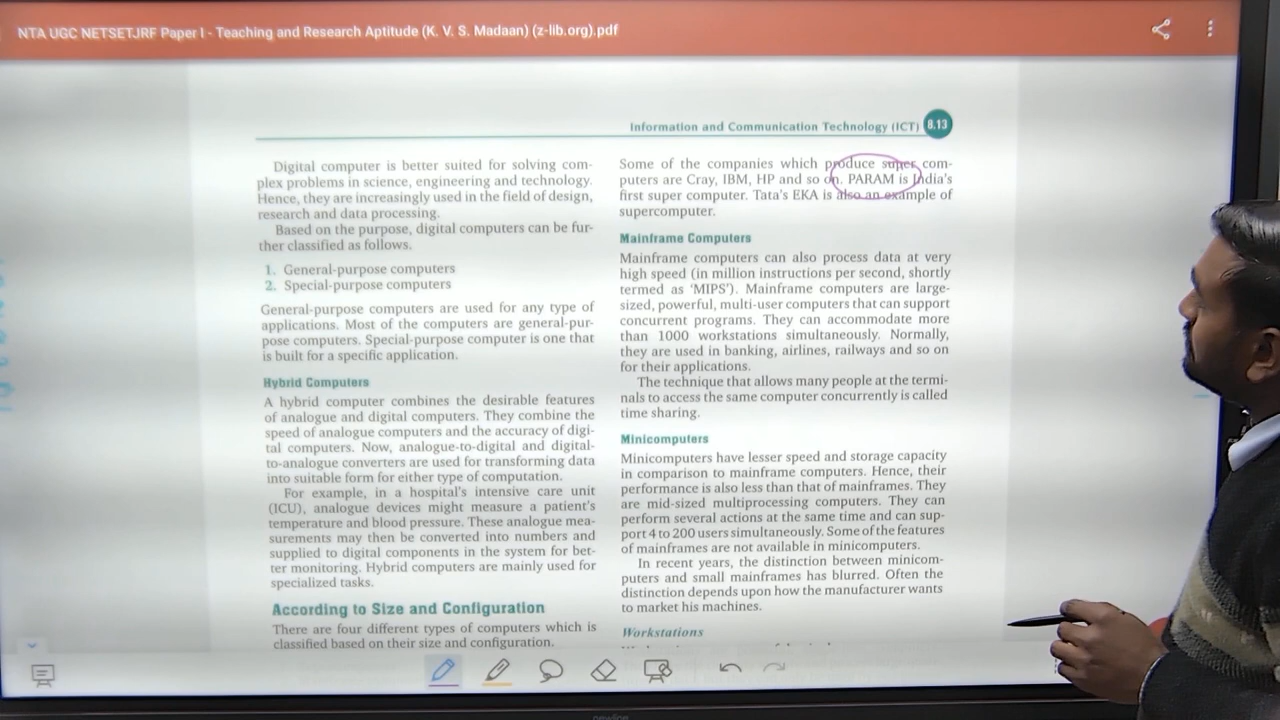 NTA UGC NETSETJRF Paper I - Teaching and Research Aptitude (K. V. S. Madaan) (z-lib.org).pdf
Information and Communication Technology (ICT) 8.13
Digital computer is better suited for solving com-
plex problems in science, engineering and technology.
Hence, they are increasingly used in the field of design,
research and data processing.
Based on the purpose, digital computers can be fur-
ther classified as follows.
1. General-purpose computers
2. Special-purpose computers
General-purpose computers are used for any type of
applications. Most of the computers are general-pur-
pose computers. Special-purpose computer is one that
is built for a specific application.
Hybrid Computers
A hybrid computer combines the desirable features
of analogue and digital computers. They combine the
speed of analogue computers and the accuracy of digi-
tal computers. Now, analogue-to-digital and digital-
to-analogue converters are used for transforming data
into suitable form for either type of computation.
For example, in a hospital's intensive care unit
(ICU), analogue devices might measure a patient's
temperature and blood pressure. These analogue mea-
surements may then be converted into numbers and
supplied to digital components in the system for bet-
ter monitoring. Hybrid computers are mainly used for
specialized tasks.
According to Size and Configuration
There are four different types of computers which is
classified based on their size and configuration.
Some of the companies which produce super com-
puters are Cray, IBM, HP and so on. PARAM is India's
first super computer. Tata's EKA is also an example of
supercomputer.
Mainframe Computers
Mainframe computers can also process data at very
high speed (in million instructions per second, shortly
termed as 'MIPS'). Mainframe computers are large-
sized, powerful, multi-user computers that can support
concurrent programs. They can accommodate more
than 1000 workstations simultaneously. Normally,
they are used in banking, airlines, railways and so on
for their applications.
The technique that allows many people at the termi-
nals to access the same computer concurrently is called
time sharing.
Minicomputers
Minicomputers have lesser speed and storage capacity
in comparison to mainframe computers. Hence, their
performance is also less than that of mainframes. They
are mid-sized multiprocessing computers. They can
perform several actions at the same time and can sup-
port 4 to 200 users simultaneously. Some of the features
of mainframes are not available in minicomputers.
In recent years, the distinction between minicom-
puters and small mainframes has blurred. Often the
distinction depends upon how the manufacturer wants
to market his machines.
Workstations
newline